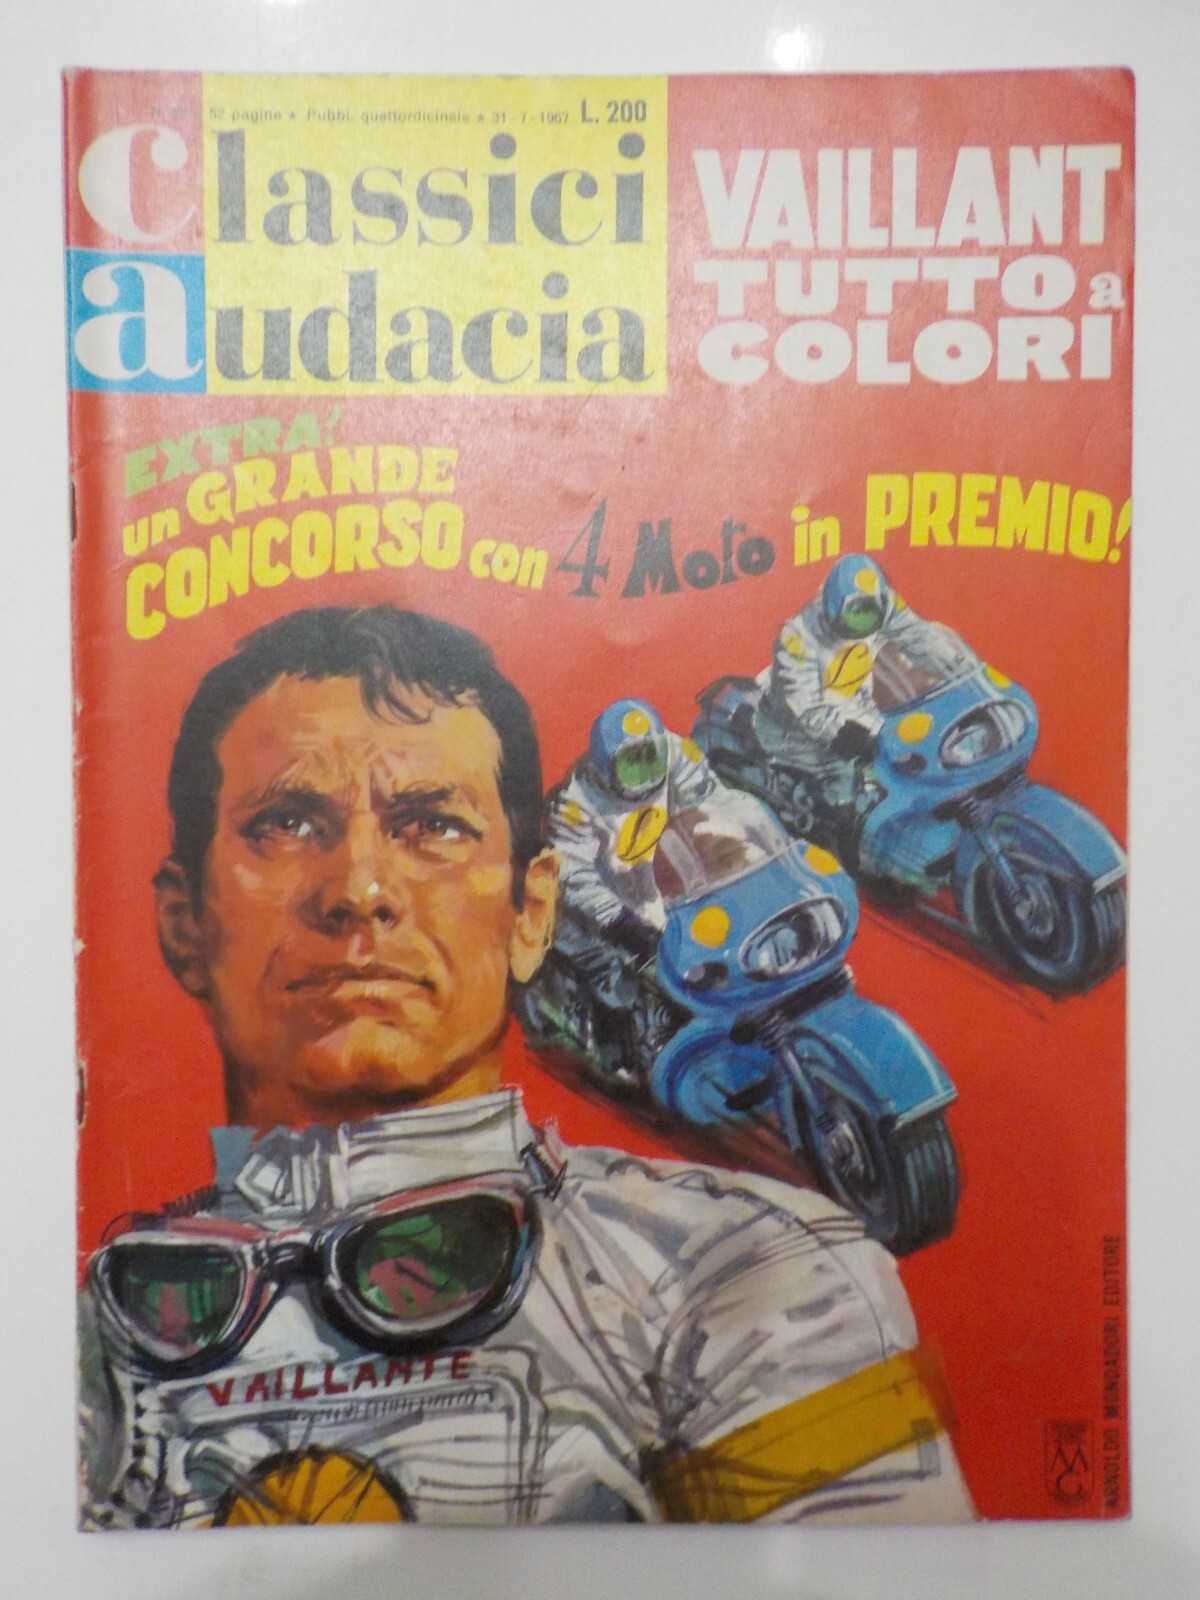 52 pagine ★ Pubbl. quattordicinale ★ 31-7-1967 L. 200
Classici
Audacia
VAILLANT
TUTTO a
COLORI
EXTRA!
un GRANDE
CONCORSO con 4 Moto in PREMIO!
VAILLANTE
ARNOLDO MONDADORI EDITORE